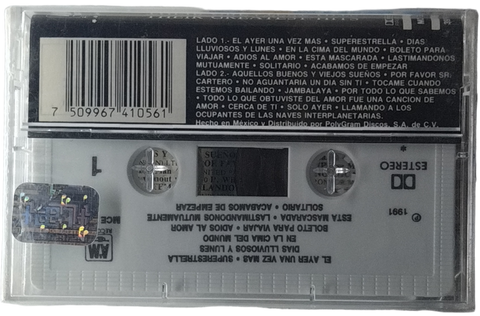 LADO 1.- EL AYER UNA VEZ MAS • SUPERESTRELLA • DIAS
LLUVIOSOS Y LUNES • EN LA CIMA DEL MUNDO • BOLETO PARA-
VIAJAR • ADIOS AL AMOR • ESTA MASCARADA • LASTIMANDONOS
MUTUAMENTE • SOLITARIO • ACABAMOS DE EMPEZAR
LADO 2.- AQUELLOS BUENOS Y VIEJOS SUEÑOS • POR FAVOR SR.
CARTERO • NO AGUANTARIA UN DIA SIN TI • TOCAME CUANDO
ESTEMOS BAILANDO • JAMBALAYA • POR TODO LO QUE SABEMOS
• TODO LO QUE OBTUVISTE DEL AMOR FUE UNA CANCION DE
AMOR • CERCA DE TI • SOLO AYER • LLAMANDO A LOS
OCUPANTES DE LAS NAVES INTERPLANETARIAS.
Hecho en México y Distribuido por PolyGram Discos, S.A. de C.V.
7 509967 410561
1
ESTEREO
1991
MCE
AM
SOLITARIO • ACABAMOS DE EMPEZAR
ESTA MASCARADA • LASTIMANDONOS MUTUAMENTE
BOLETO PARA VIAJAR • ADIOS AL AMOR
EN LA CIMA DEL MUNDO
DIAS LLUVIOSOS Y LUNES
EL AYER UNA VEZ MAS • SUPERESTRELLA